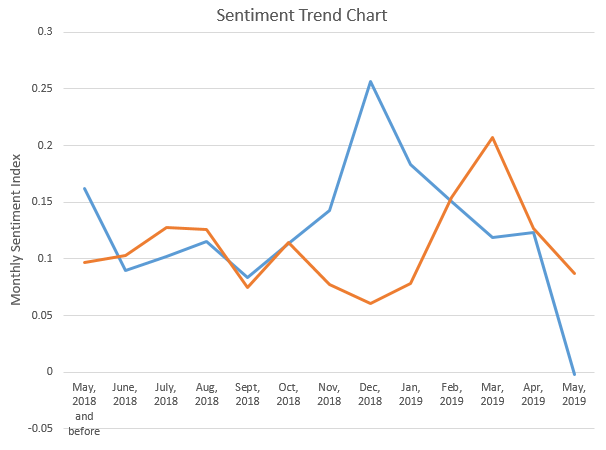 Sentiment Trend Chart
0.3
0.25
0.2
0.15
0.1
0.05
0
-0.05
Monthly Sentiment Index
May, 2018 and before
June, 2018
July, 2018
Aug, 2018
Sept, 2018
Oct, 2018
Nov, 2018
Dec, 2018
Jan, 2019
Feb, 2019
Mar, 2019
Apr, 2019
May, 2019